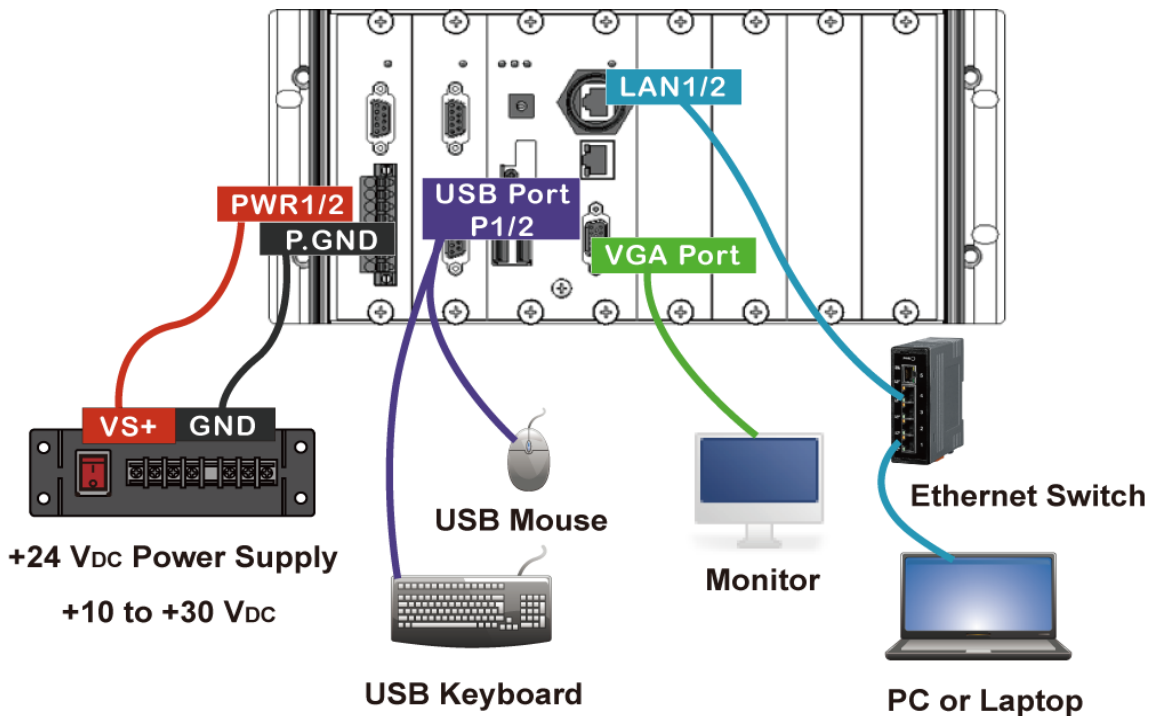 LAN1/2
PWR1/2
USB Port
P1/2
P.GND
VGA Port
VS+ GND
+24 VDC Power Supply
+10 to +30 VDC
USB Mouse
USB Keyboard
Monitor
Ethernet Switch
PC or Laptop